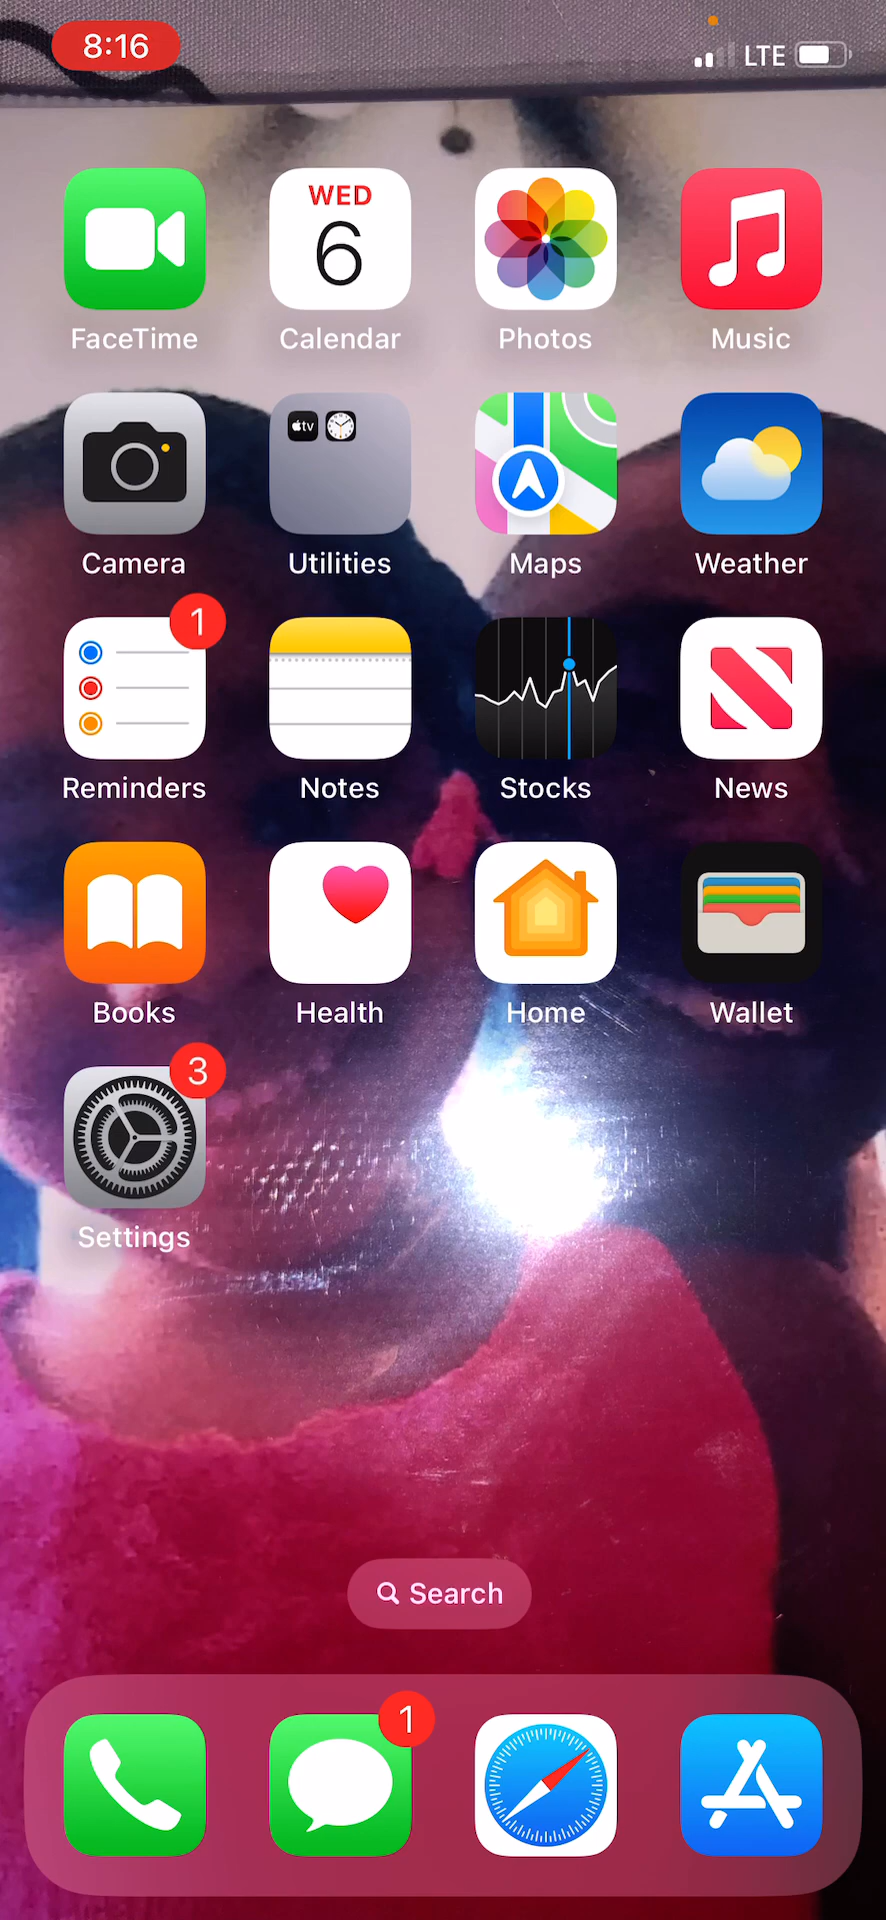 8:16
LTE
WED
6
FaceTime
Calendar
Photos
Music
tv
Camera
Utilities
Maps
Weather
1
Reminders
Notes
Stocks
News
Books
Health
Home
Wallet
3
Settings
Search
1